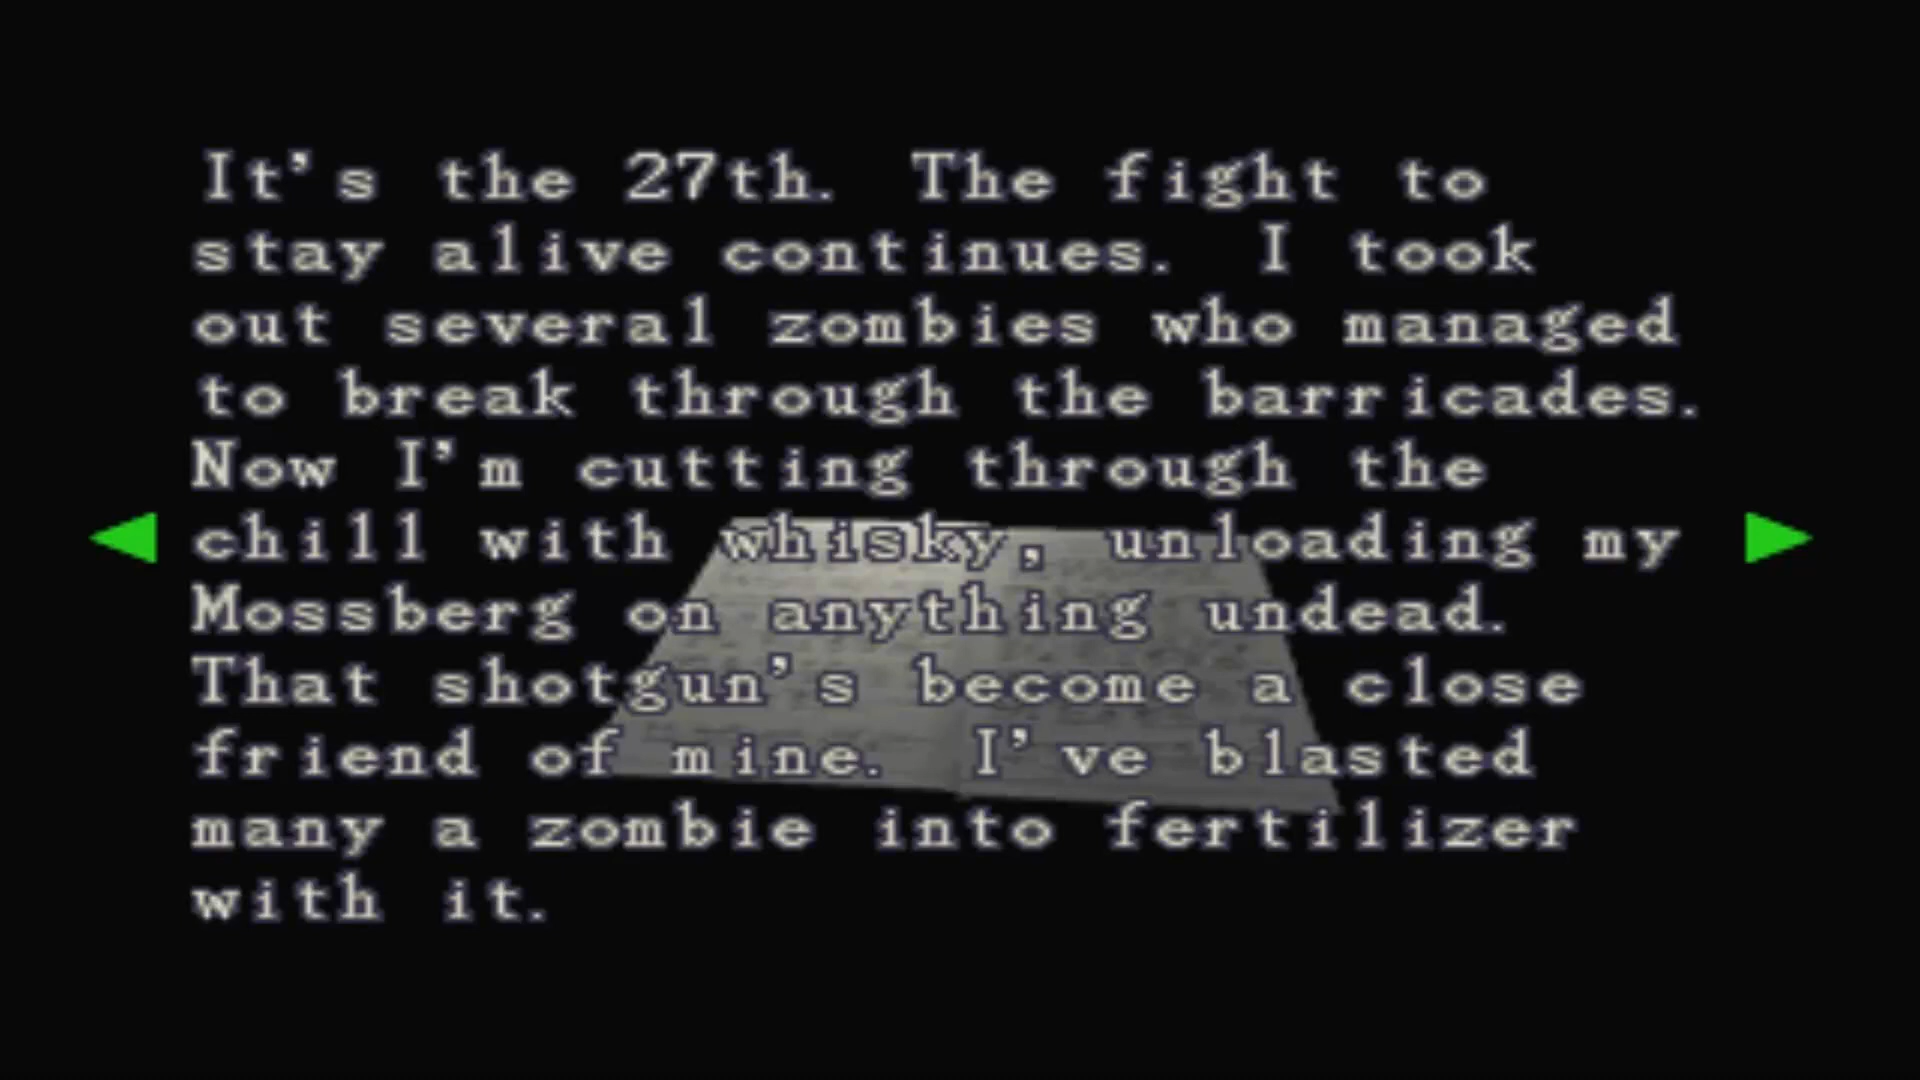 It's the 27th. The fight to
stay alive continues. I took
out several zombies who managed
to break through the barricades.
Now I'm cutting through the
chill with whisky, unloading my
Mossberg on anything undead.
That shotgun's become a close
friend of mine. I've blasted
many a zombie into fertilizer
with it.